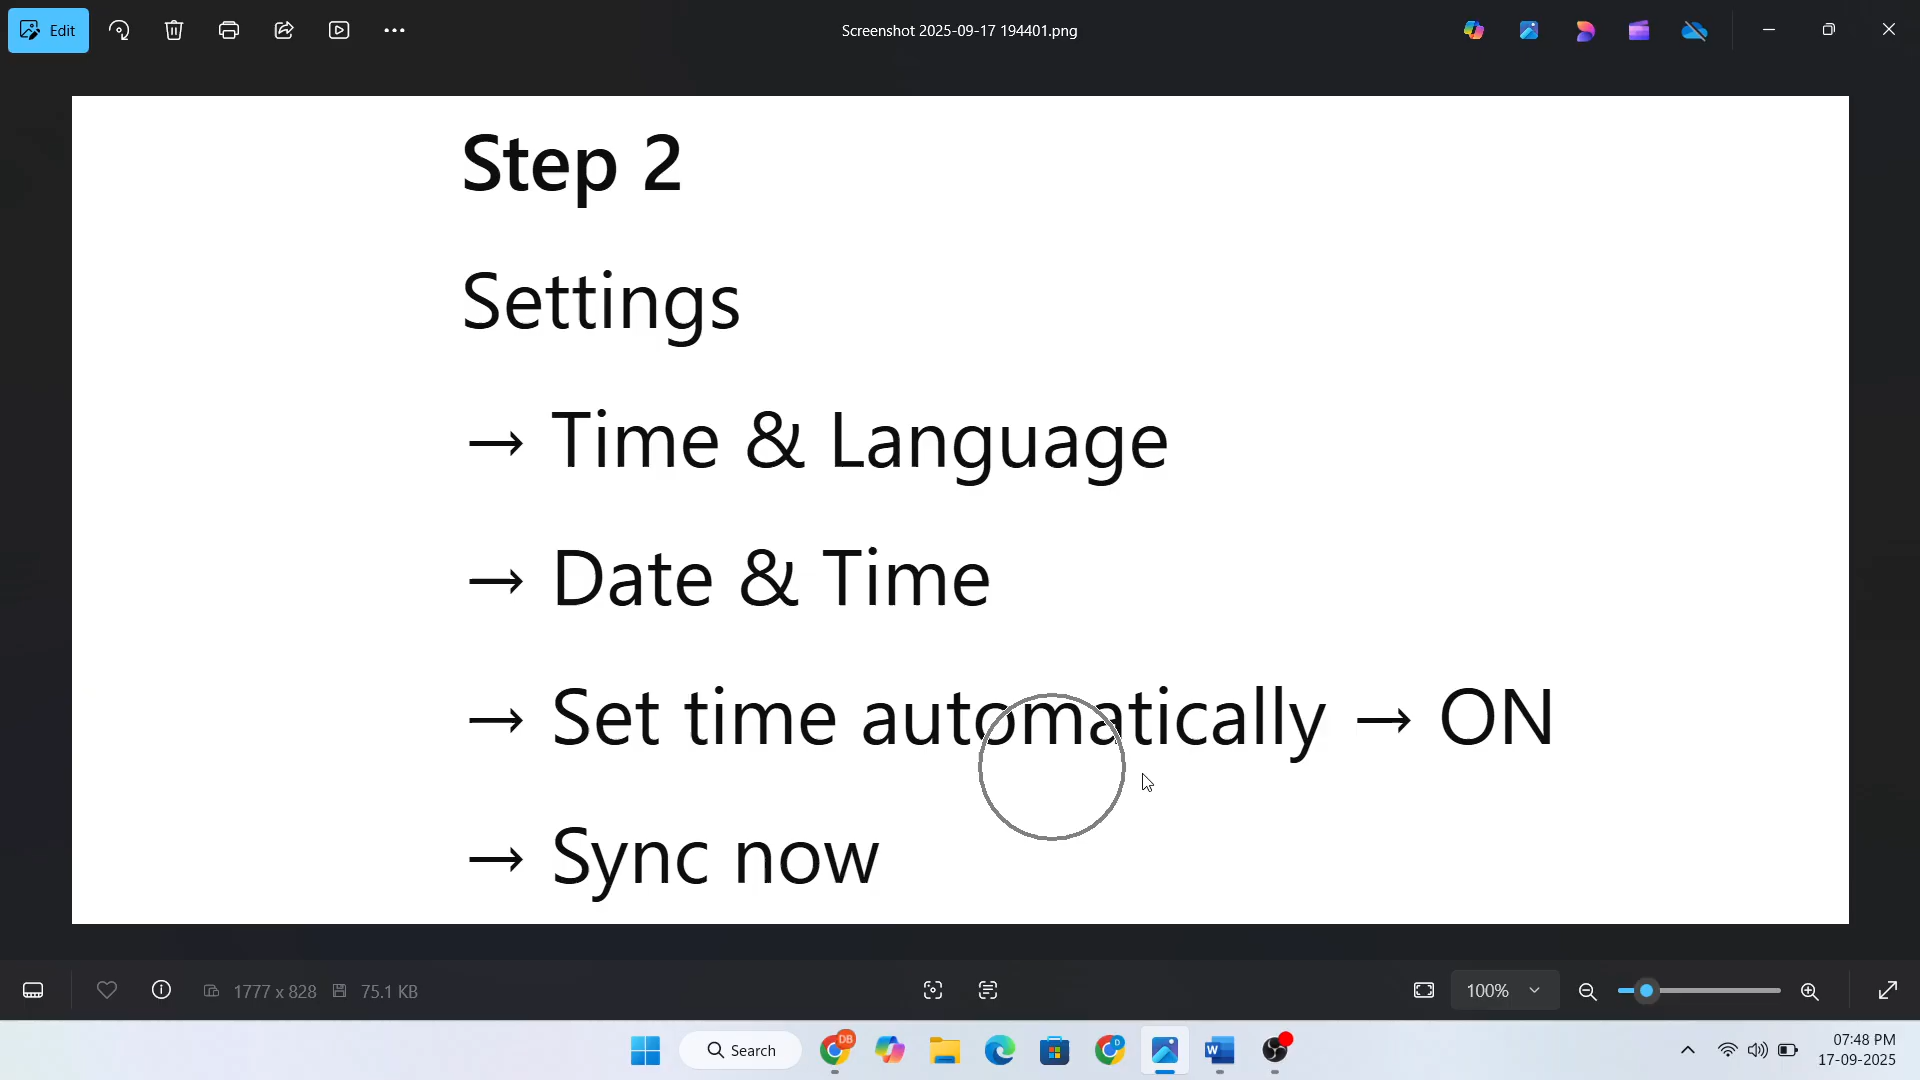 Edit
Screenshot 2025-09-17 194401.png
Step 2
Settings
→ Time & Language
→ Date & Time
→ Set time automatically → ON
→ Sync now
1777 x 828 75.1 KB
100%
Search
DB
D
W
07:48 PM
17-09-2025